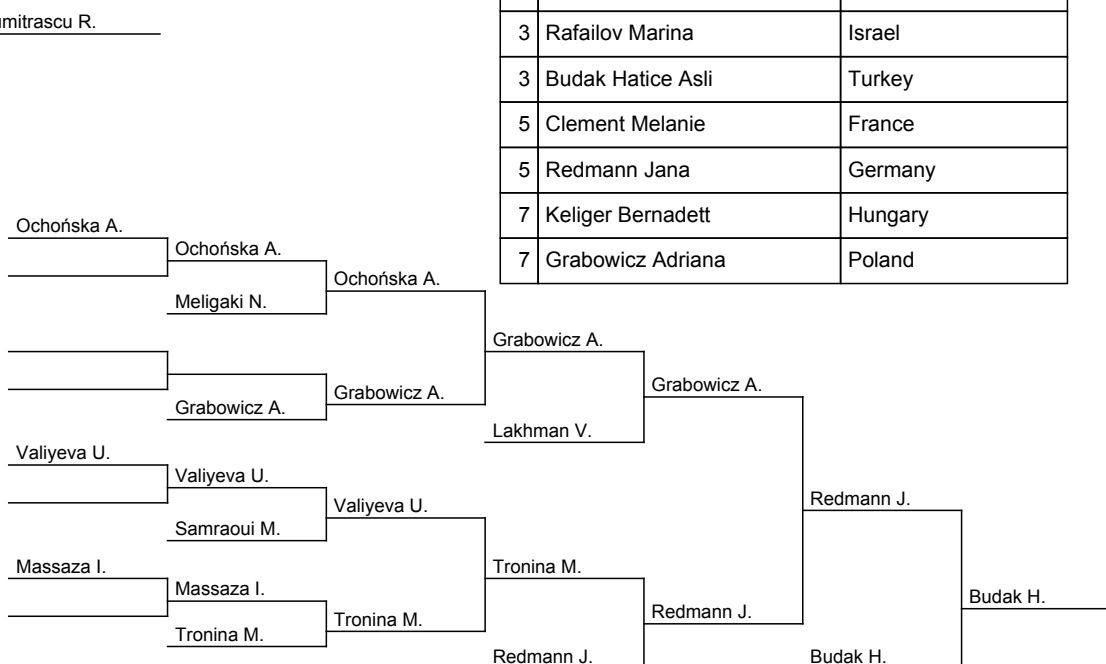 mitrascu R.
3 Rafailov Marina Israel
3 Budak Hatice Asli Turkey
5 Clement Melanie France
5 Redmann Jana Germany
7 Keliger Bernadett Hungary
7 Grabowicz Adriana Poland
Ochońska A.
Ochońska A.
Ochońska A.
Meligaki N.
Grabowicz A.
Grabowicz A.
Grabowicz A.
Grabowicz A.
Lakhman V.
Valiyeva U.
Valiyeva U.
Valiyeva U.
Redmann J.
Samraoui M.
Massaza I.
Tronina M.
Massaza I.
Budak H.
Tronina M.
Redmann J.
Tronina M.
Redmann J.
Budak H.